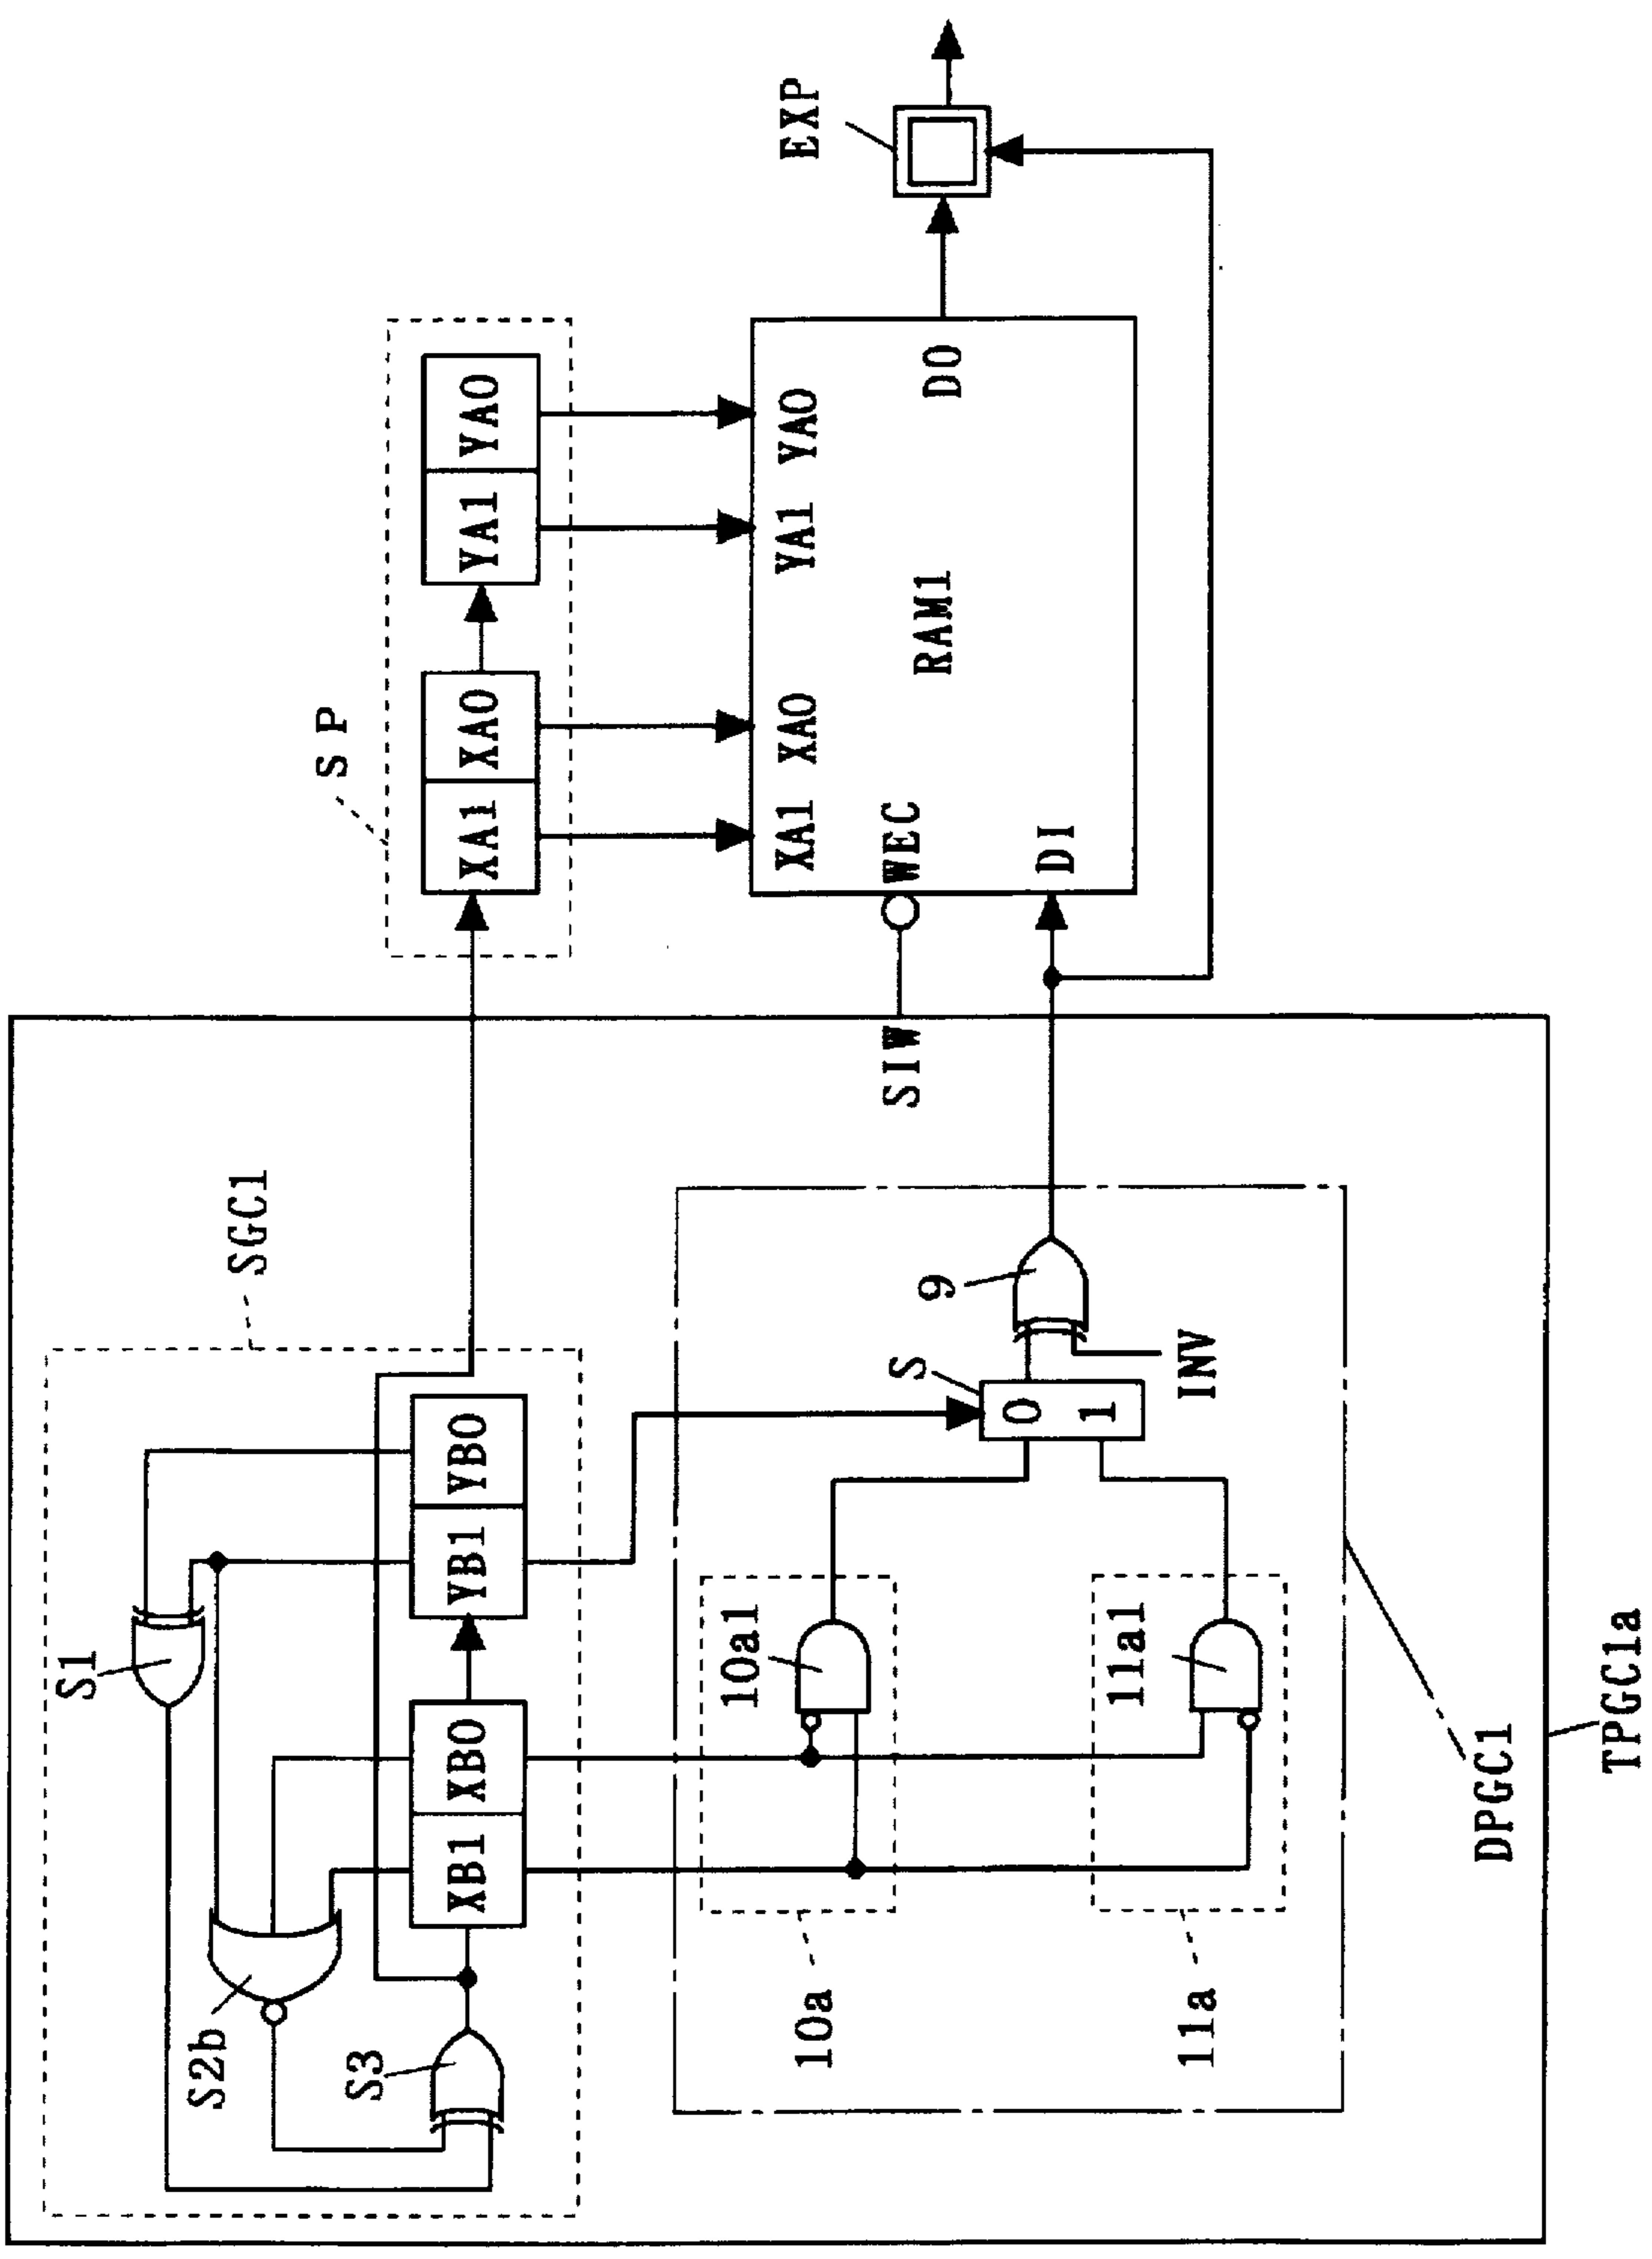 EXP
S P
XA1 XA0 YA1 YA0
XA1 XA0 YA1 YA0
WEC
RAM1
DO
DI
SIW
SGC1
S1
S2b
S3
XB1 XB0 YB1 YB0
10a1
10a
11a1
11a
S
0
1
9
INV
DPGC1
TPGC1a